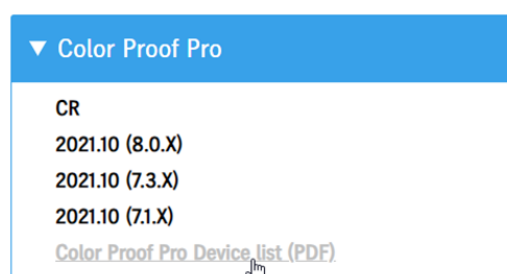 Color Proof Pro
CR
2021.10 (8.0.X)
2021.10 (7.3.X)
2021.10 (7.1.X)
Color Proof Pro Device list (PDF)